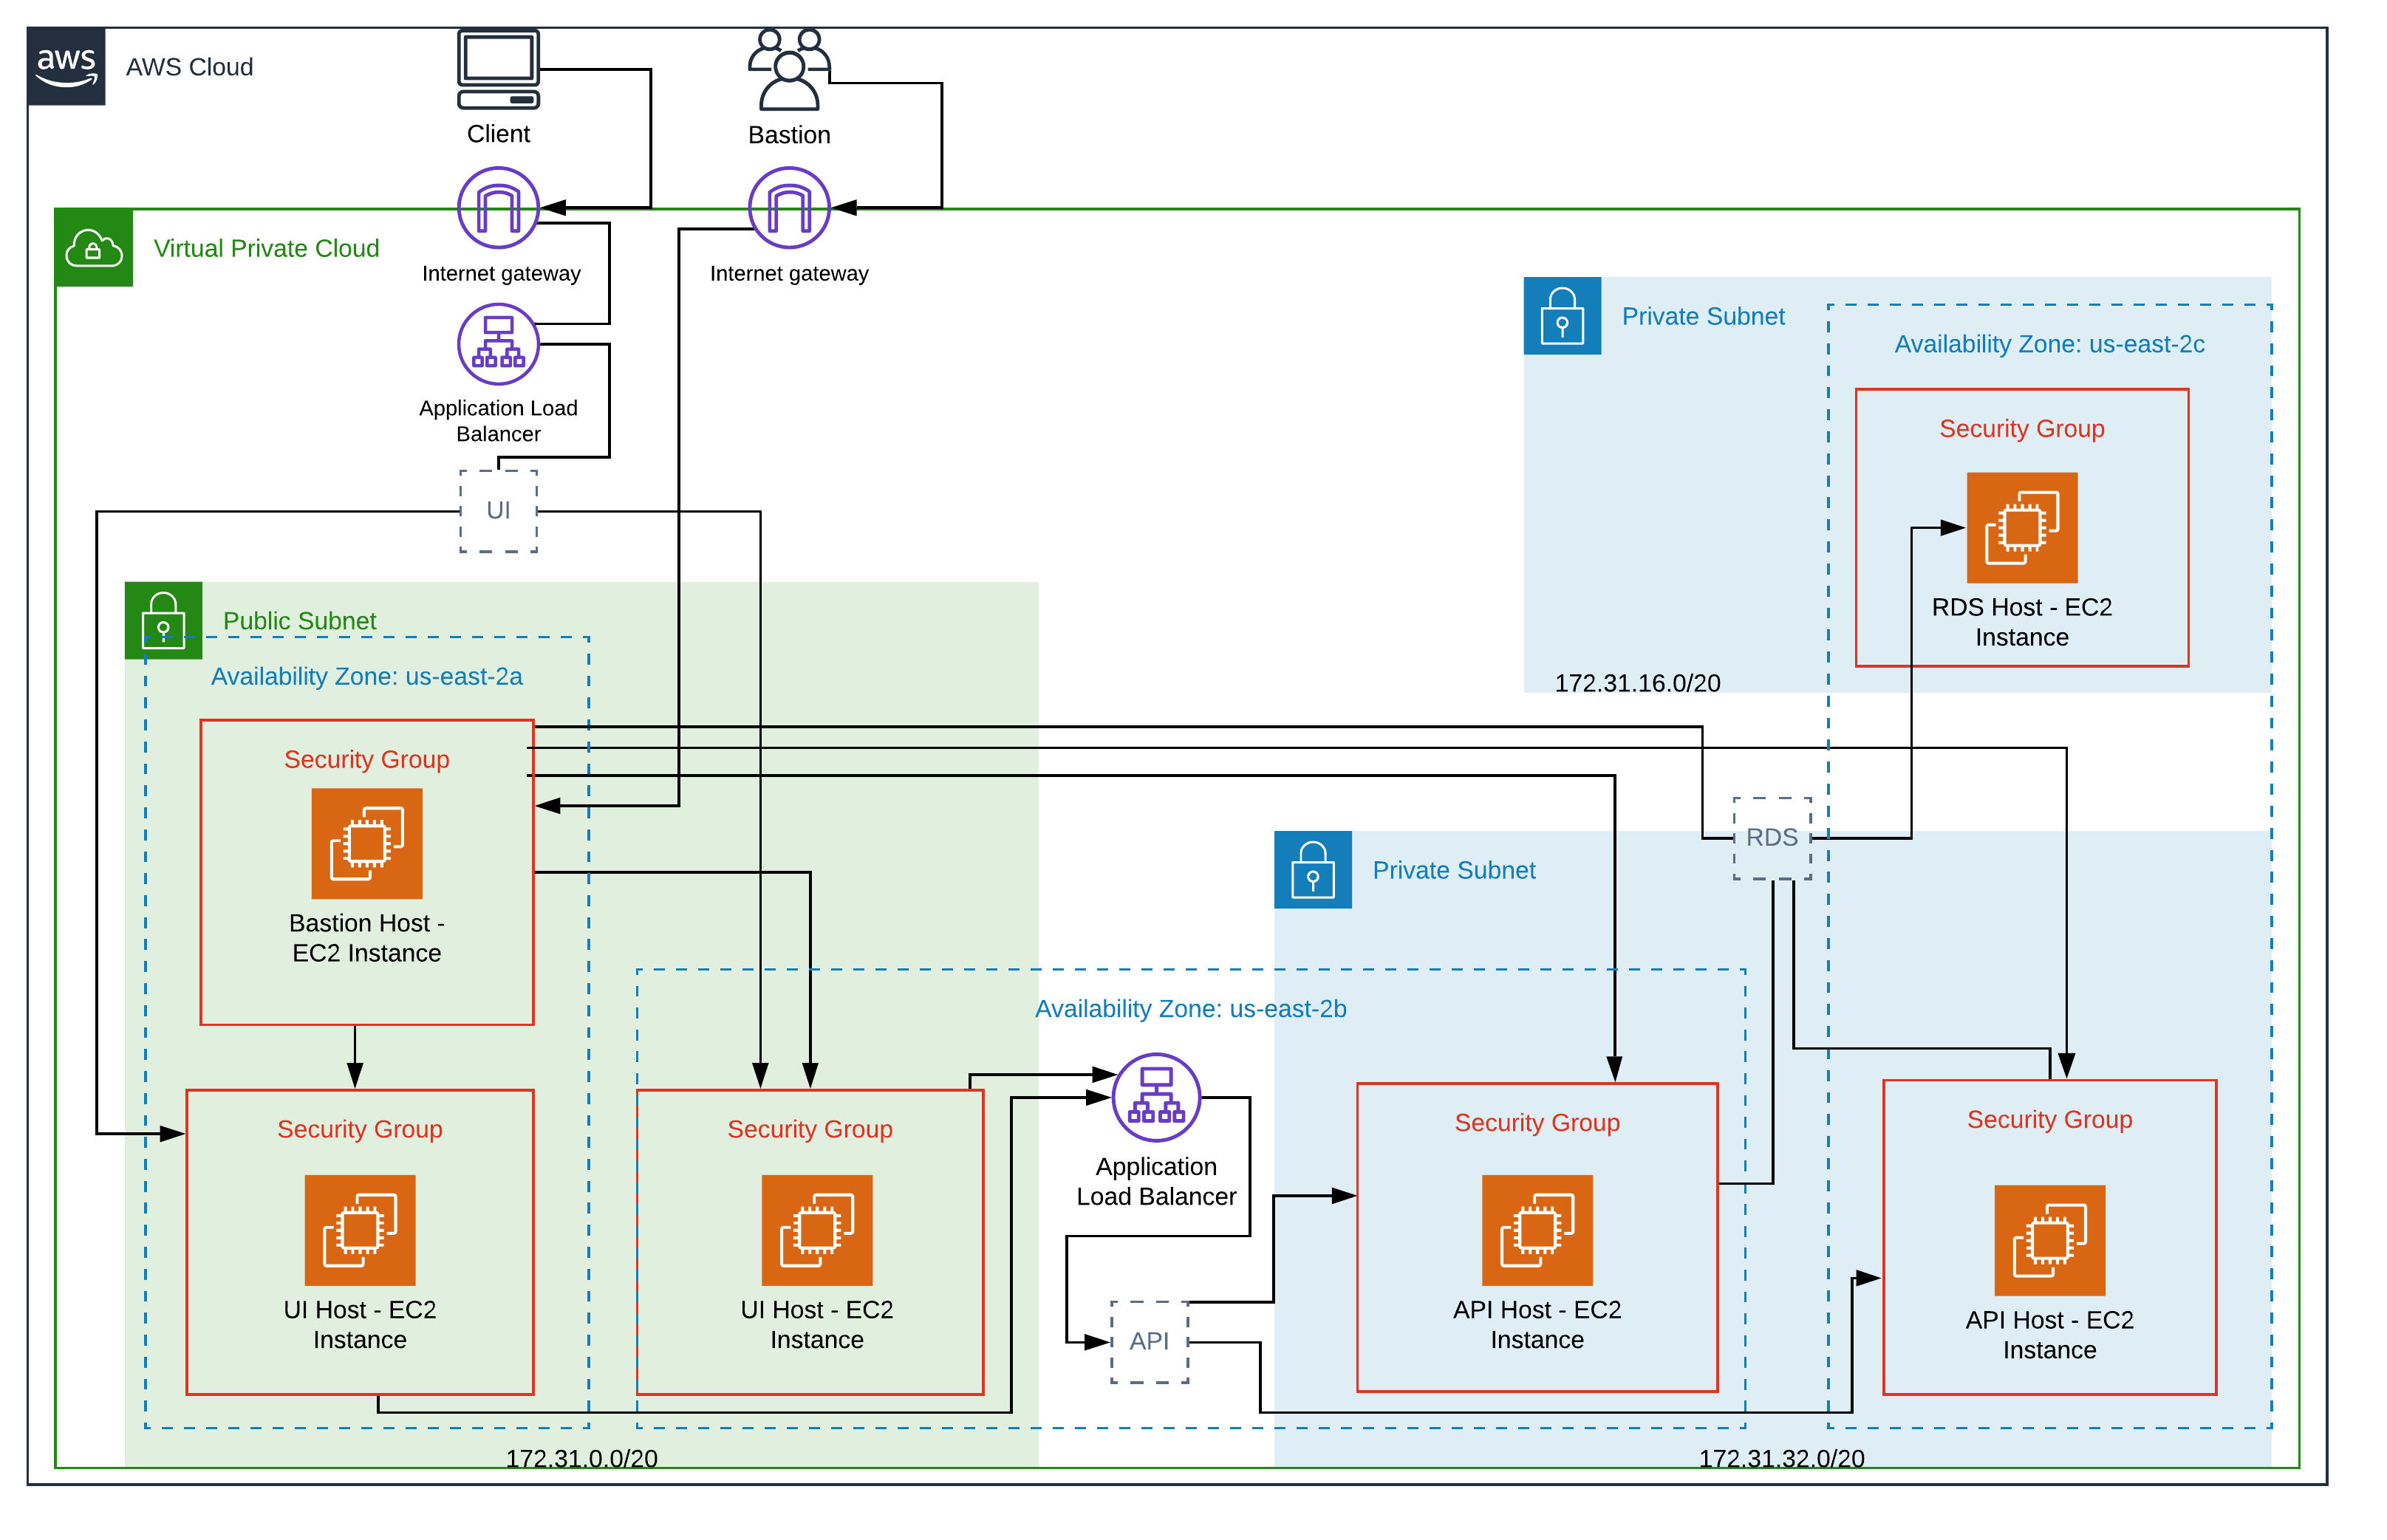 aws
AWS Cloud
Client
Bastion
Virtual Private Cloud
Internet gateway
Internet gateway
Application Load
Balancer
UI
Private Subnet
Availability Zone: us-east-2c
Security Group
RDS Host - EC2
Instance
172.31.16.0/20
Public Subnet
Availability Zone: us-east-2a
Security Group
Bastion Host -
EC2 Instance
RDS
Private Subnet
Availability Zone: us-east-2b
Security Group
UI Host - EC2
Instance
Security Group
UI Host - EC2
Instance
Application
Load Balancer
API
Security Group
API Host - EC2
Instance
Security Group
API Host - EC2
Instance
172.31.0.0/20
172.31.32.0/20